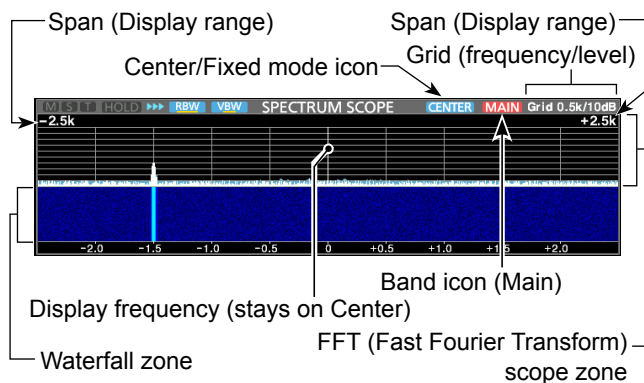 Span (Display range)
Span (Display range)
Grid (frequency/level)
Center/Fixed mode icon
M S T HOLD RBW VBW SPECTRUM SCOPE CENTER MAIN Grid 0.5k/10dB
-2.5k +2.5k
-2.0 -1.5 -1.0 -0.5 0 +0.5 +1.0 +1.5 +2.0
Band icon (Main)
Display frequency (stays on Center)
FFT (Fast Fourier Transform)
scope zone
Waterfall zone